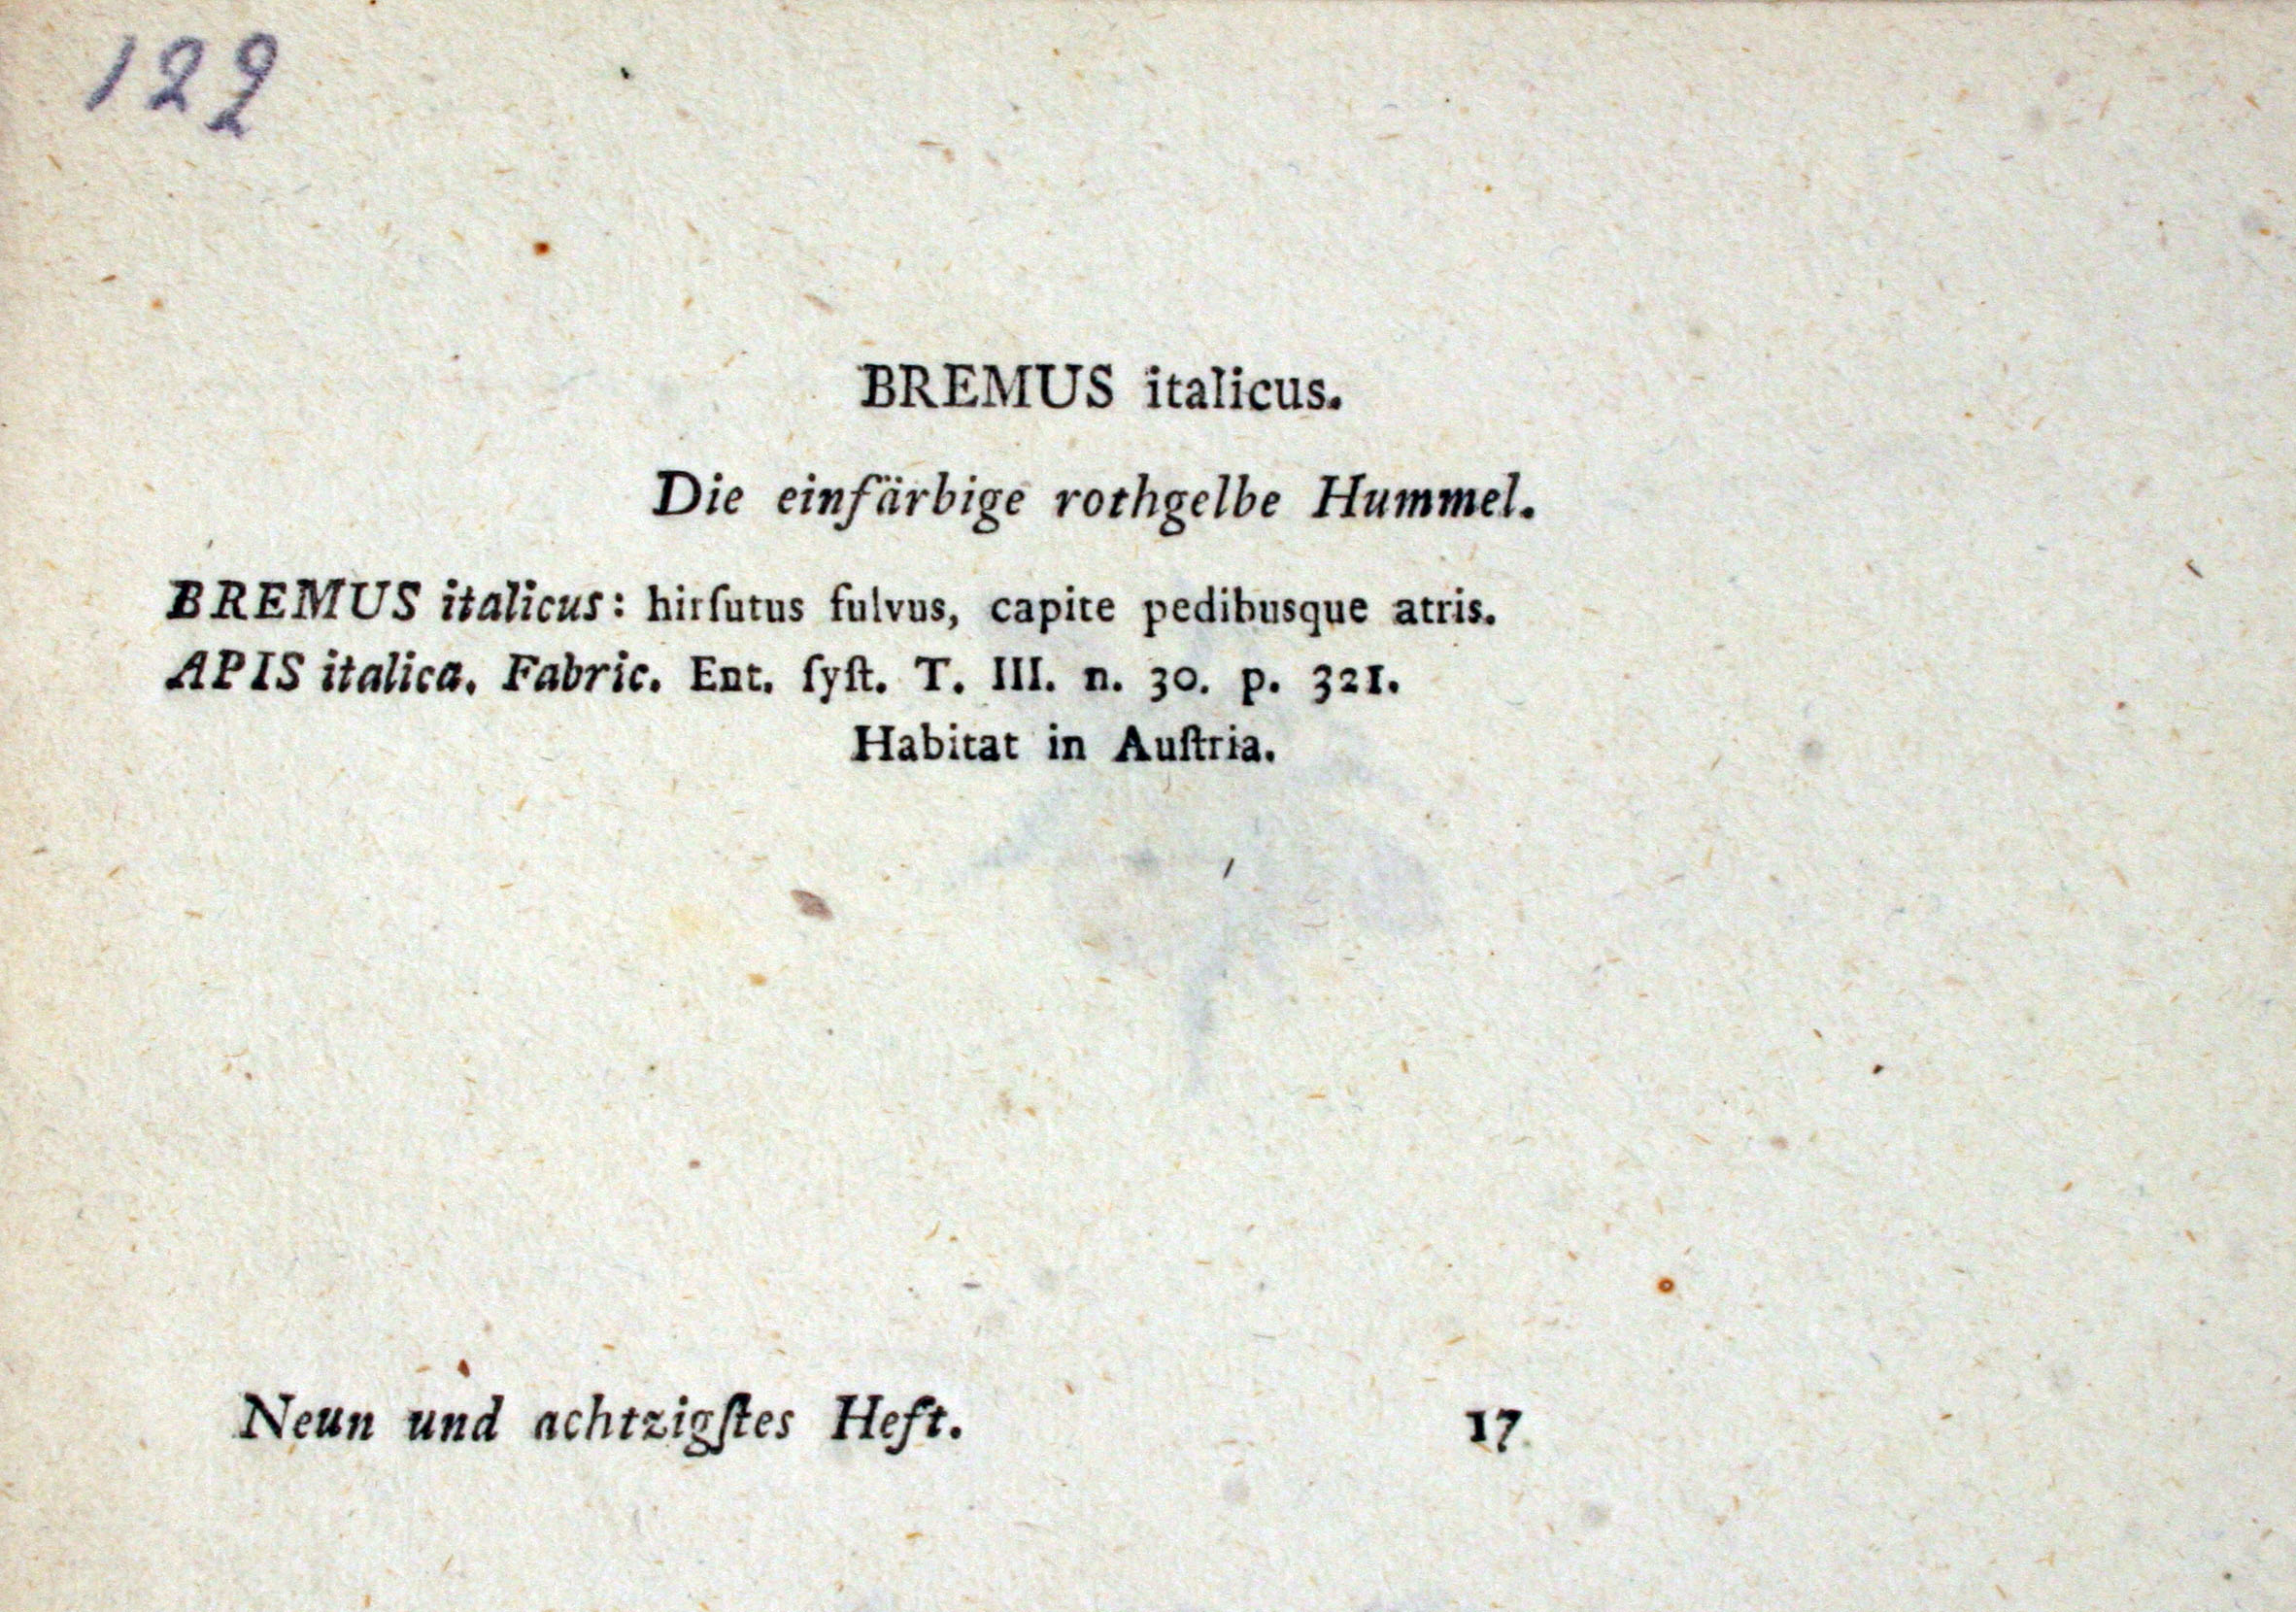 122
BREMUS italicus.
Die einfärbige rothgelbe Hummel.
BREMUS italicus: hirſutus fulvus, capite pedibusque atris.
APIS italica. Fabric. Ent. ſyſt. T. III. n. 30. p. 321.
Habitat in Auſtria.
Neun und achtzigſtes Heft. 17